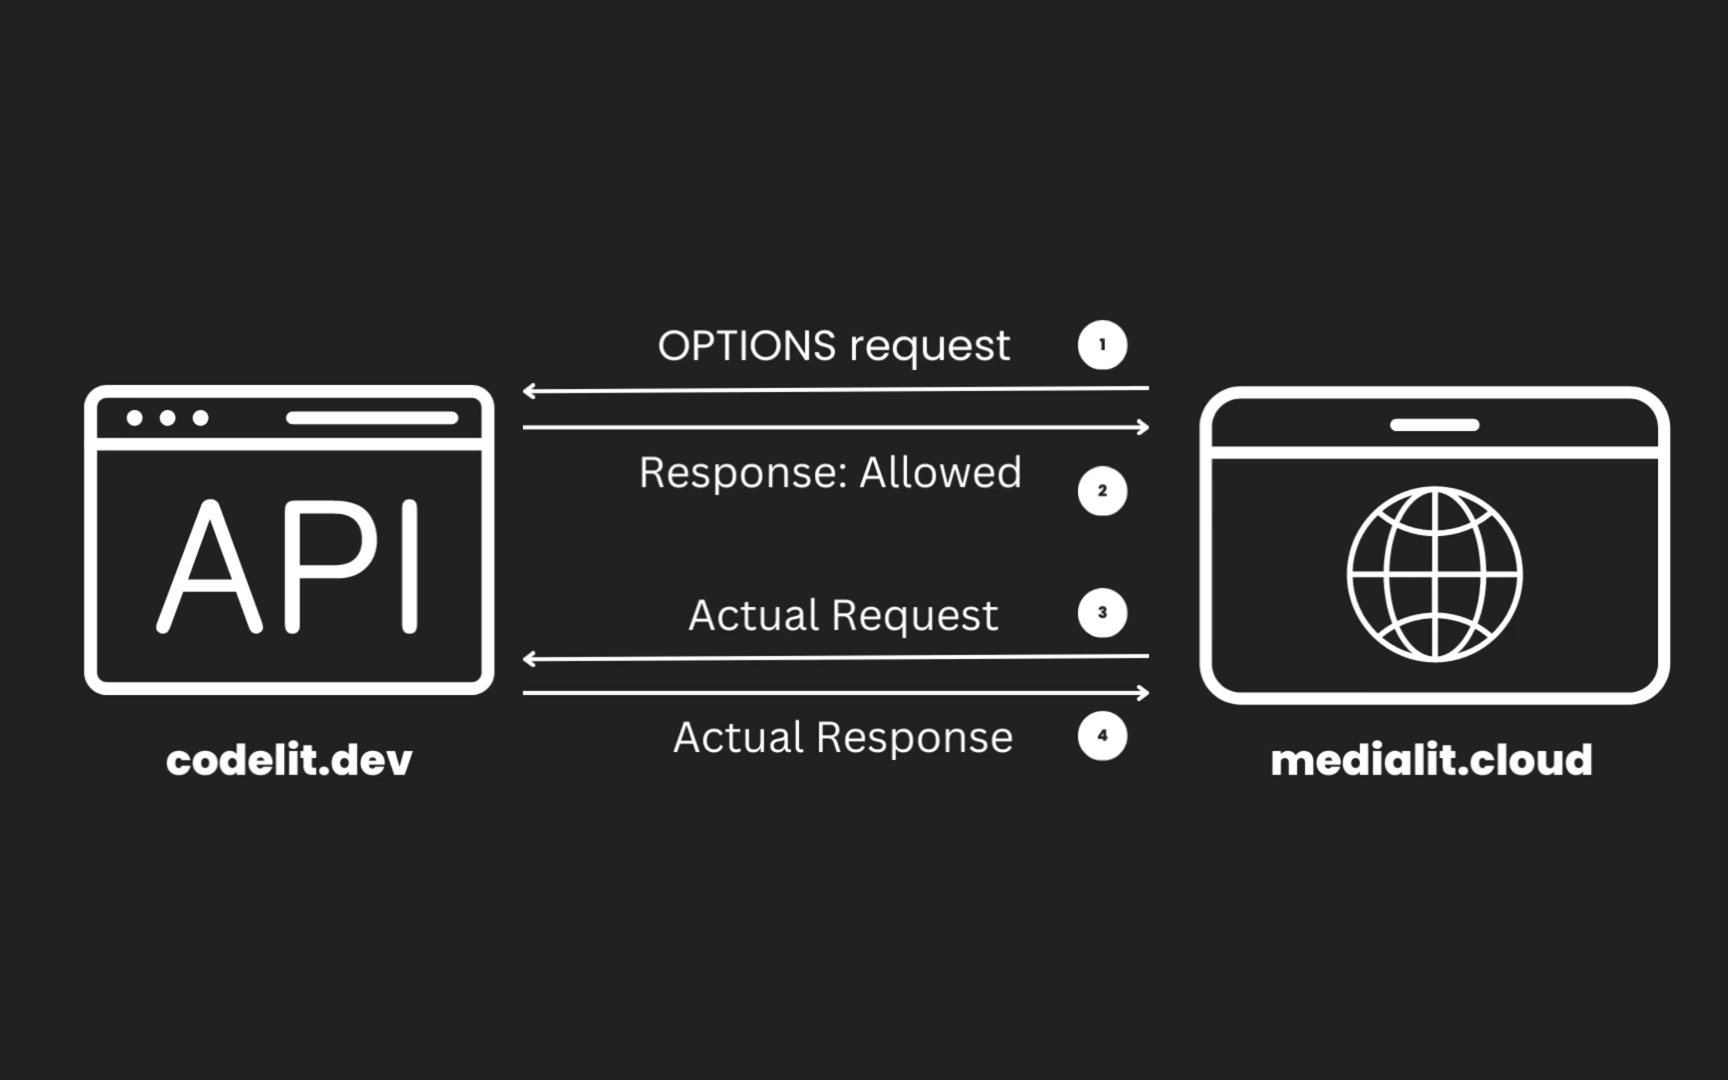 OPTIONS request
1
Response: Allowed
2
API
Actual Request
3
Actual Response
4
codelit.dev
medialit.cloud